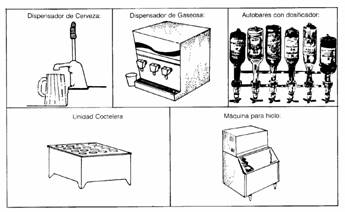 Dispensador de Cerveza:
Dispensador de Gaseosa:
Autobares con dosificador:
Unidad Coctelera
Máquina para hielo: